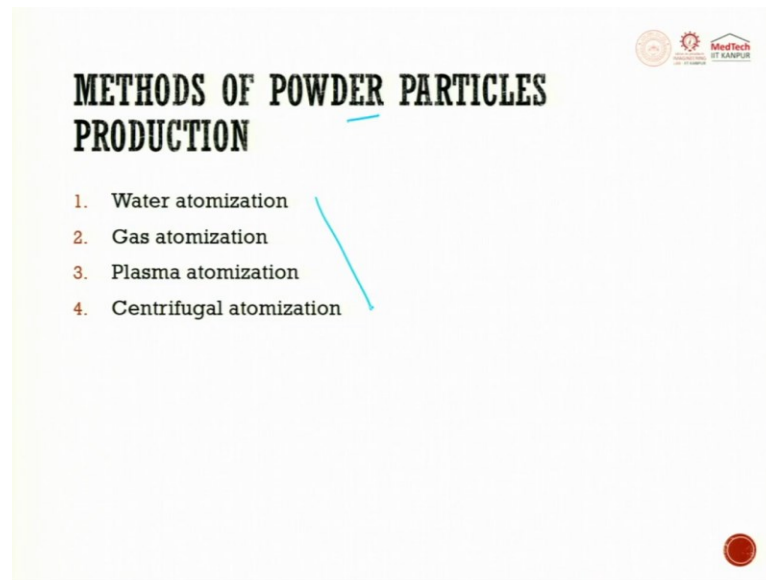 MedTech
IIT KANPUR
METHODS OF POWDER PARTICLES
PRODUCTION
1. Water atomization
2. Gas atomization
3. Plasma atomization
4. Centrifugal atomization